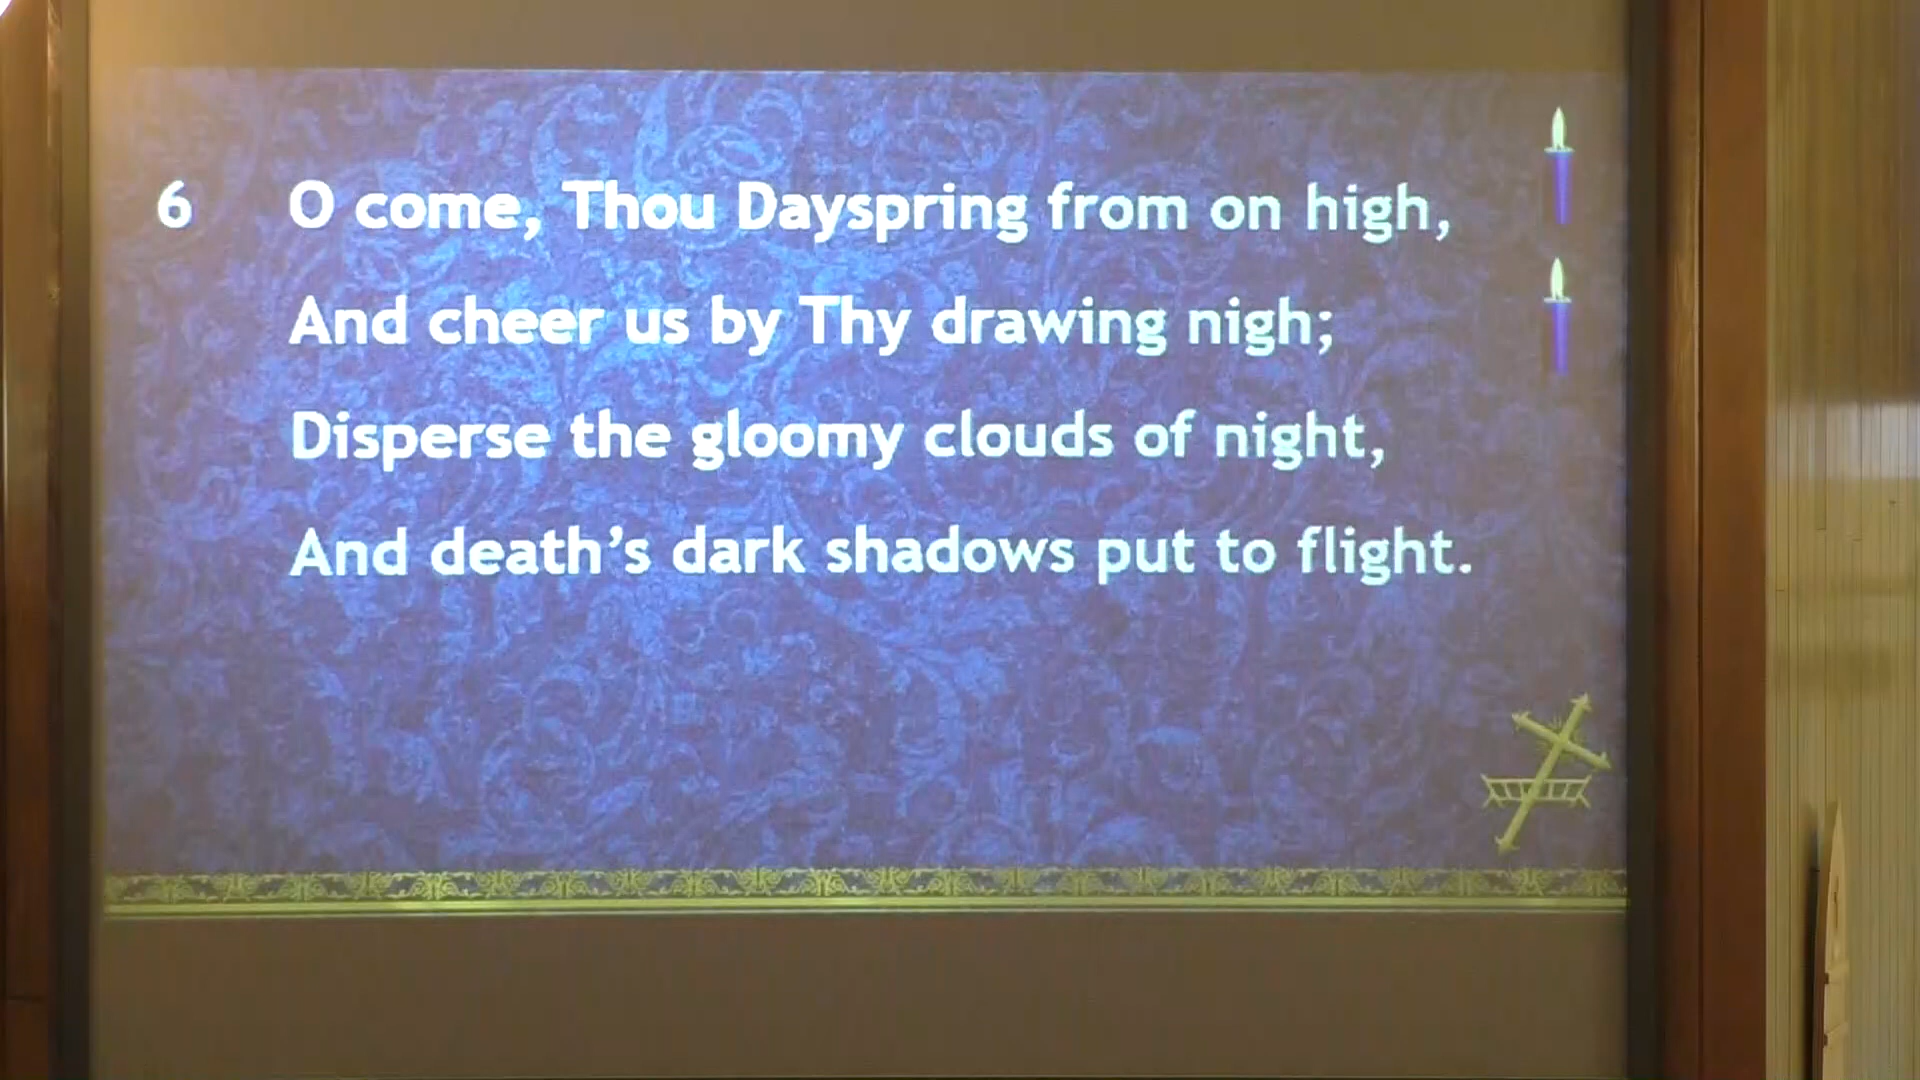 6 O come, Thou Dayspring from on high,
And cheer us by Thy drawing nigh;
Disperse the gloomy clouds of night,
And death’s dark shadows put to flight.